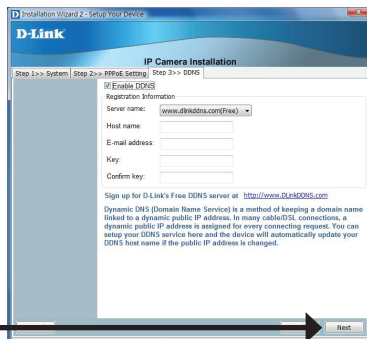 Installation Wizard 2 - Setup Your Device
D-Link
IP Camera Installation
Step 1>> System Step 2>> PPPoE Setting Step 3>> DDNS
Enable DDNS
Registration Information
Server name: www.dlinkddns.com(Free)
Host name:
E-mail address:
Key:
Confirm key:
Sign up for D-Link's Free DDNS server at http://www.DLinkDDNS.com
Dynamic DNS (Domain Name Service) is a method of keeping a domain name
linked to a dynamic public IP address. In many cable/DSL connections, a
dynamic public IP address is assigned for every connecting request. You can
setup your DDNS service here and the device will automatically update your
DDNS host name if the public IP address is changed.
Next